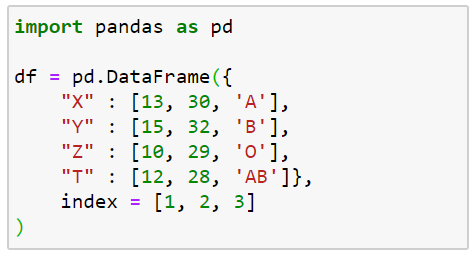 import pandas as pd
df = pd.DataFrame({
    "X" : [13, 30, 'A'],
    "Y" : [15, 32, 'B'],
    "Z" : [10, 29, 'O'],
    "T" : [12, 28, 'AB']},
    index = [1, 2, 3]
)